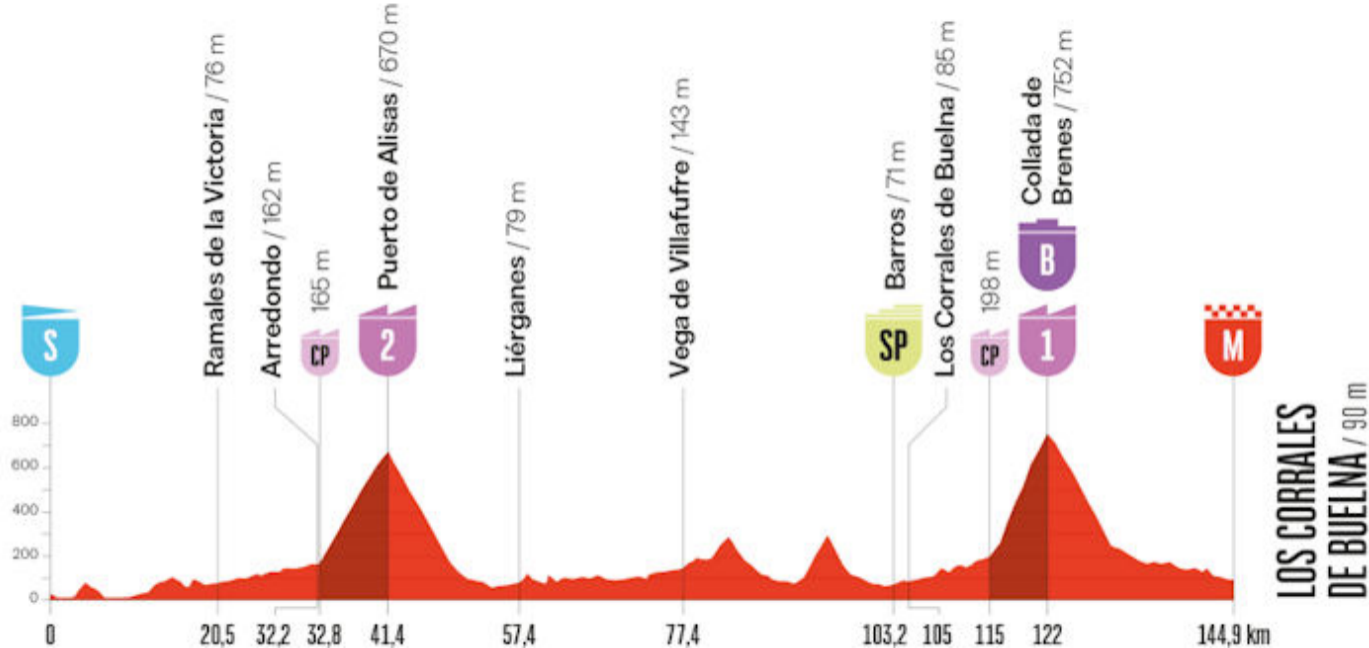 Ramales de la Victoria / 76 m
Arredondo / 162 m
165 m
Puerto de Alisas / 670 m
Liérganes / 79 m
Vega de Villafufre / 143 m
Barros / 71 m
Los Corrales de Buelna / 85 m
198 m
Collada de
Brenes / 752 m
B
S
CP
2
SP
CP
1
M
LOS CORRALES
DE BUELNA / 90 m
800
600
400
200
0
0
20,5
32,2
32,8
41,4
57,4
77,4
103,2
105
115
122
144,9 km